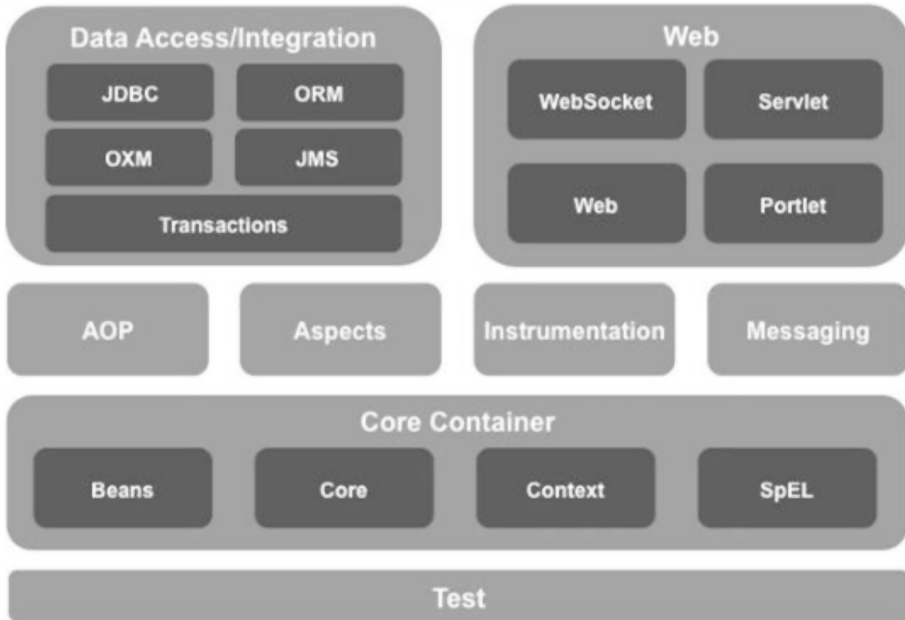 Data Access/Integration
JDBC
ORM
OXM
JMS
Transactions
Web
WebSocket
Servlet
Web
Portlet
AOP
Aspects
Instrumentation
Messaging
Core Container
Beans
Core
Context
SpEL
Test